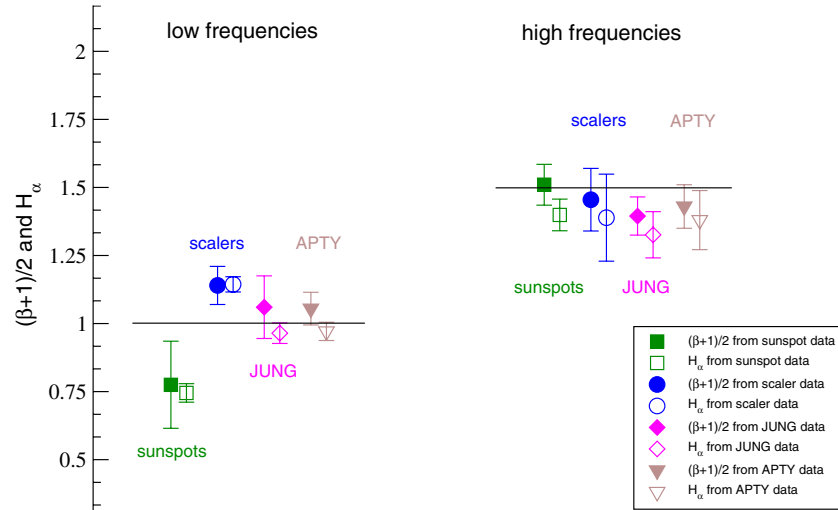 low frequencies
high frequencies
2
1.75
1.5
1.25
1
0.75
0.5
(β+1)/2 and Hα
scalers
APTY
JUNG
sunspots
scalers
APTY
sunspots
JUNG
(β+1)/2 from sunspot data
Hα from sunspot data
(β+1)/2 from scaler data
Hα from scaler data
(β+1)/2 from JUNG data
Hα from JUNG data
(β+1)/2 from APTY data
Hα from APTY data